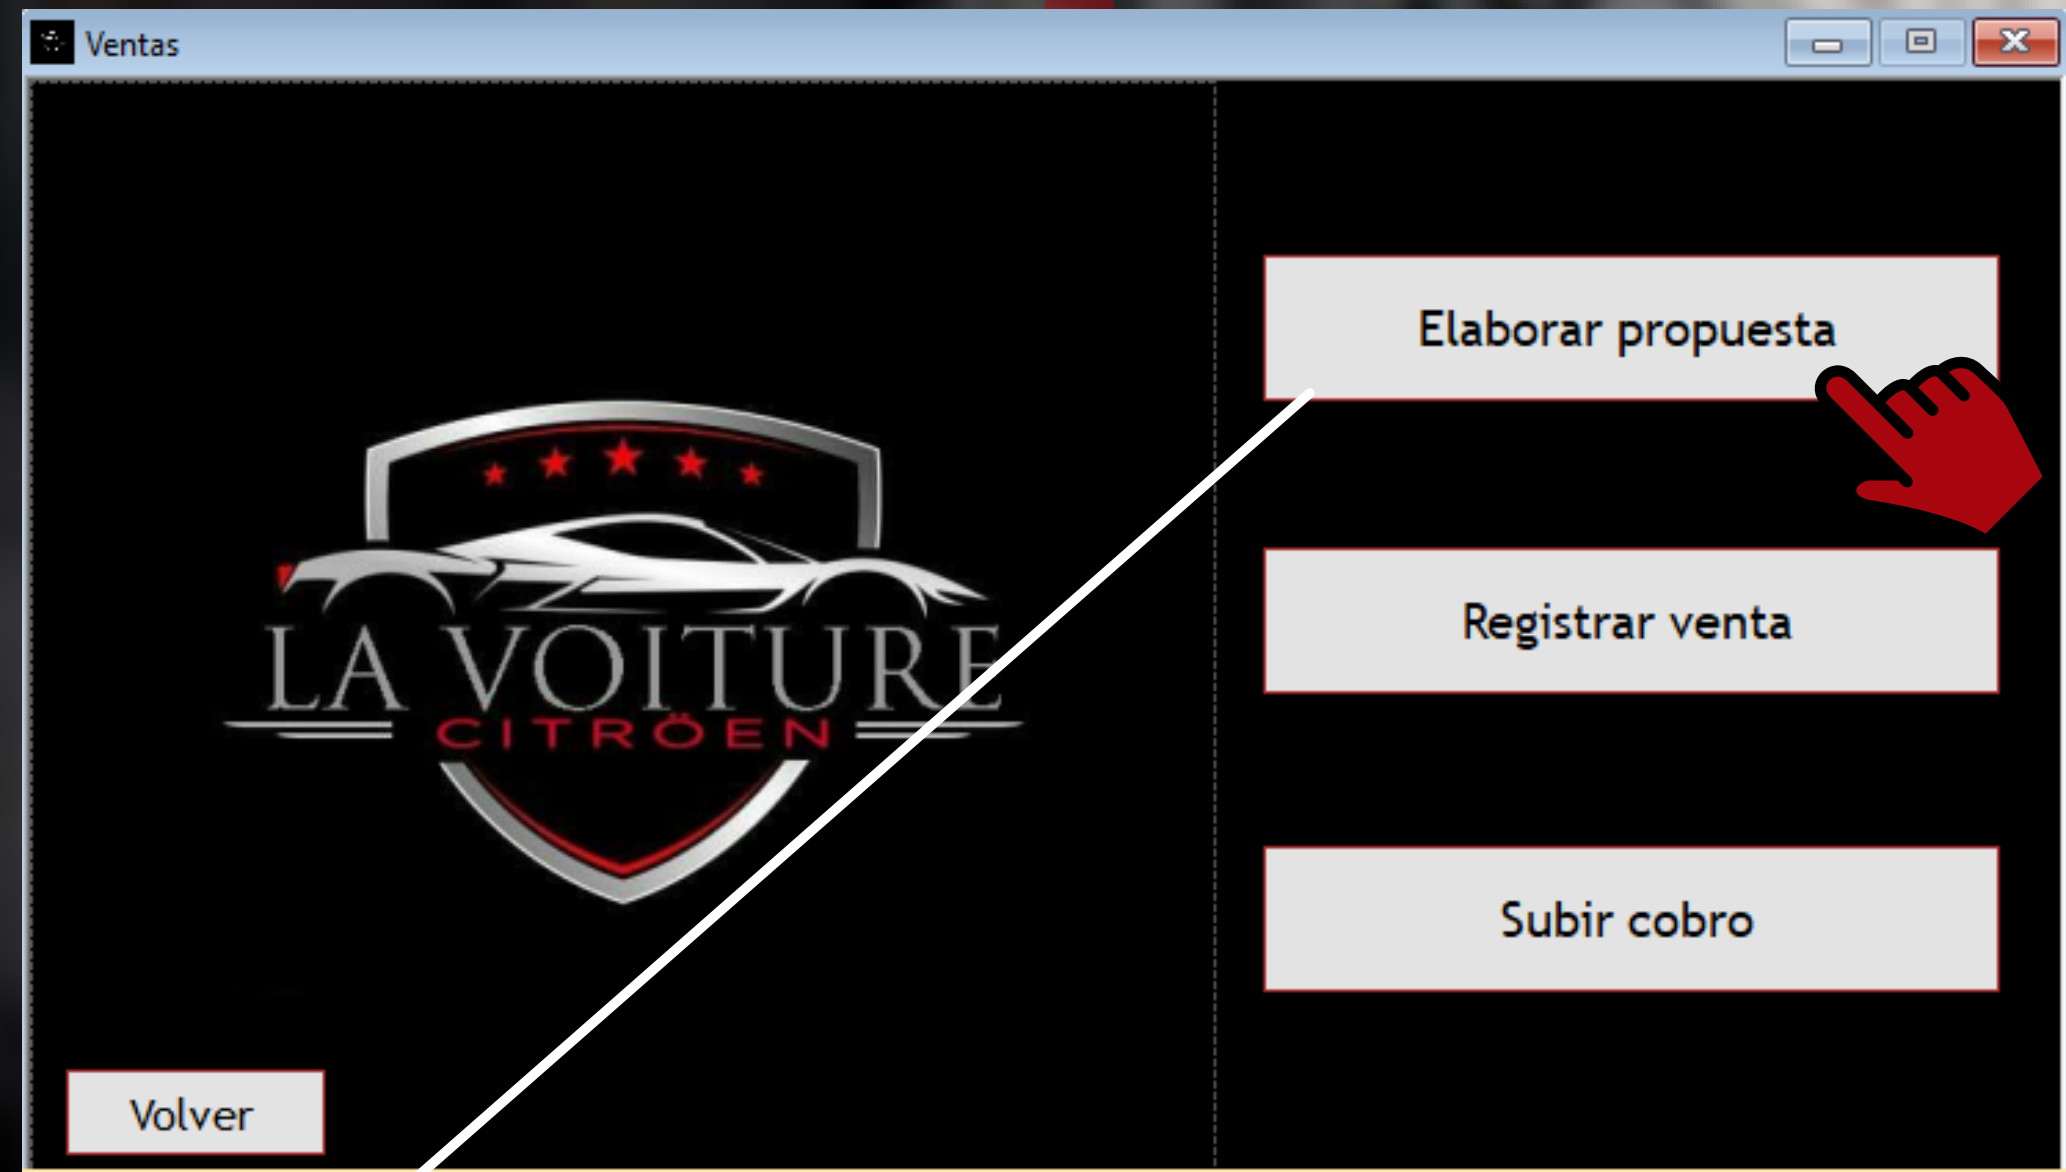 Ventas
Elaborar propuesta
Registrar venta
LA VOITURE
CITRÖEN
Subir cobro
Volver